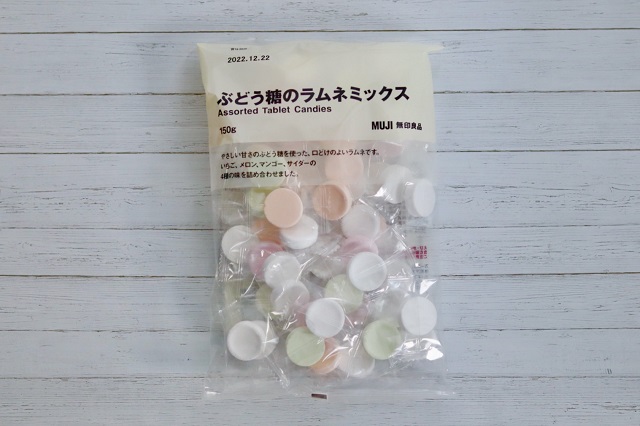 2022.12.22
ぶどう糖のラムネミックス
Assorted Tablet Candies
150g
MUJI 無印良品
やさしい甘さのぶどう糖を使った、口どけのよいラムネです。
いちご、メロン、マンゴー、サイダーの
4種の味を詰め合わせました。